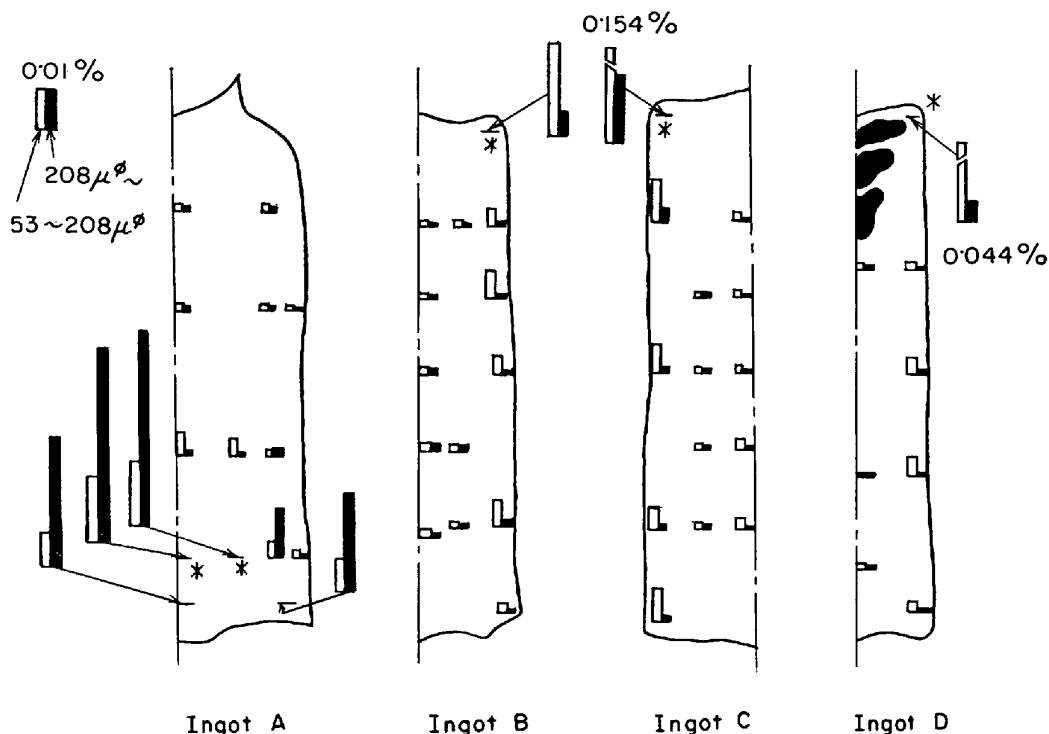 0·01%
208μ^ø~
53~208μ^ø
*
*
*
0·154%
*
*
0·044%
Ingot A
Ingot B
Ingot C
Ingot D